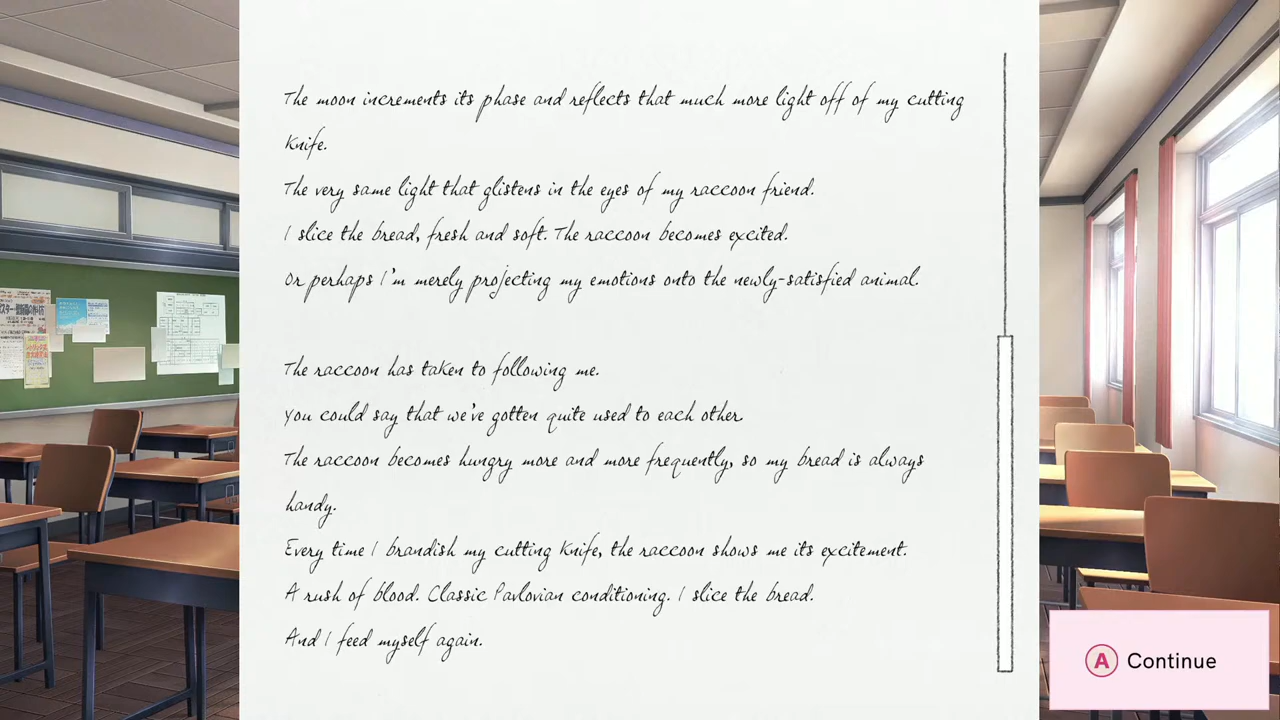 The moon increments its phase and reflects that much more light off of my cutting
knife.
The very same light that glistens in the eyes of my raccoon friend.
I slice the bread, fresh and soft. The raccoon becomes excited.
Or perhaps I'm merely projecting my emotions onto the newly-satisfied animal.
The raccoon has taken to following me.
You could say that we've gotten quite used to each other.
The raccoon becomes hungry more and more frequently, so my bread is always
handy.
Every time I brandish my cutting knife, the raccoon shows me its excitement.
A rush of blood. Classic Pavlovian conditioning. I slice the bread.
And I feed myself again.
A Continue